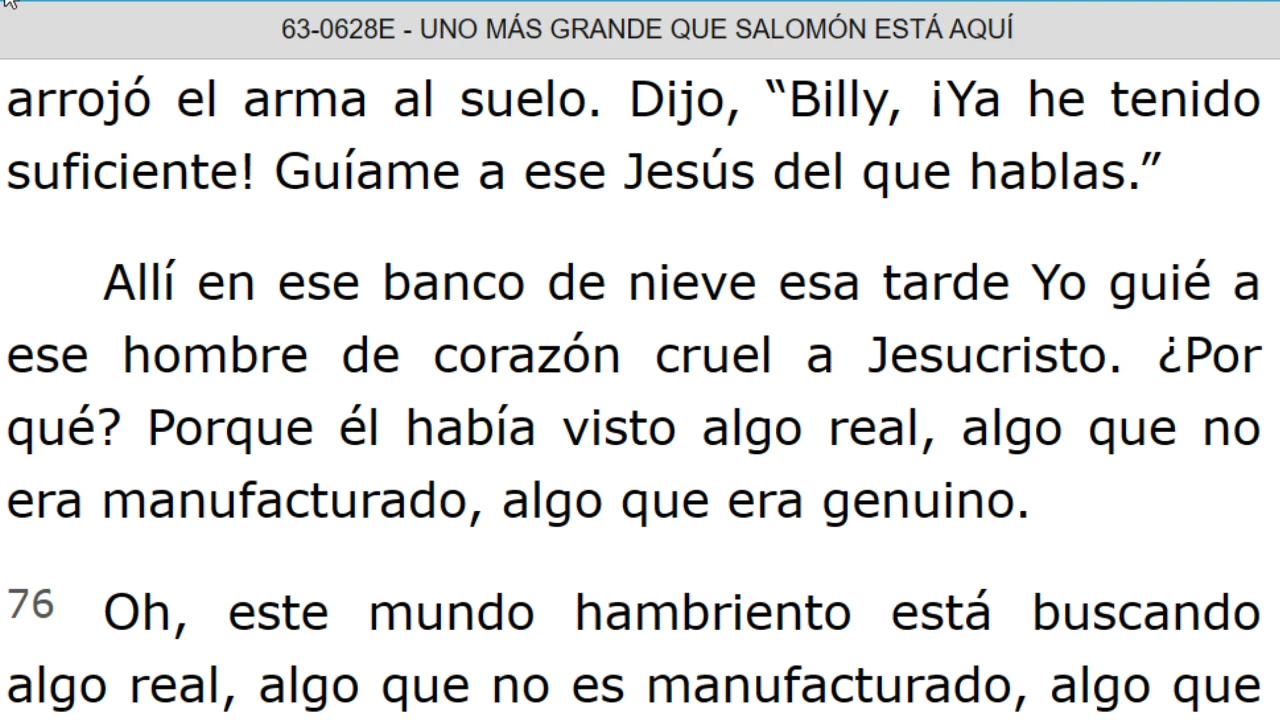 63-0628E - UNO MÁS GRANDE QUE SALOMÓN ESTÁ AQUÍ
arrojó el arma al suelo. Dijo, “Billy, ¡Ya he tenido
suficiente! Guíame a ese Jesús del que hablas.”
Allí en ese banco de nieve esa tarde Yo guié a
ese hombre de corazón cruel a Jesucristo. ¿Por
qué? Porque él había visto algo real, algo que no
era manufacturado, algo que era genuino.
76 Oh, este mundo hambriento está buscando
algo real, algo que no es manufacturado, algo que